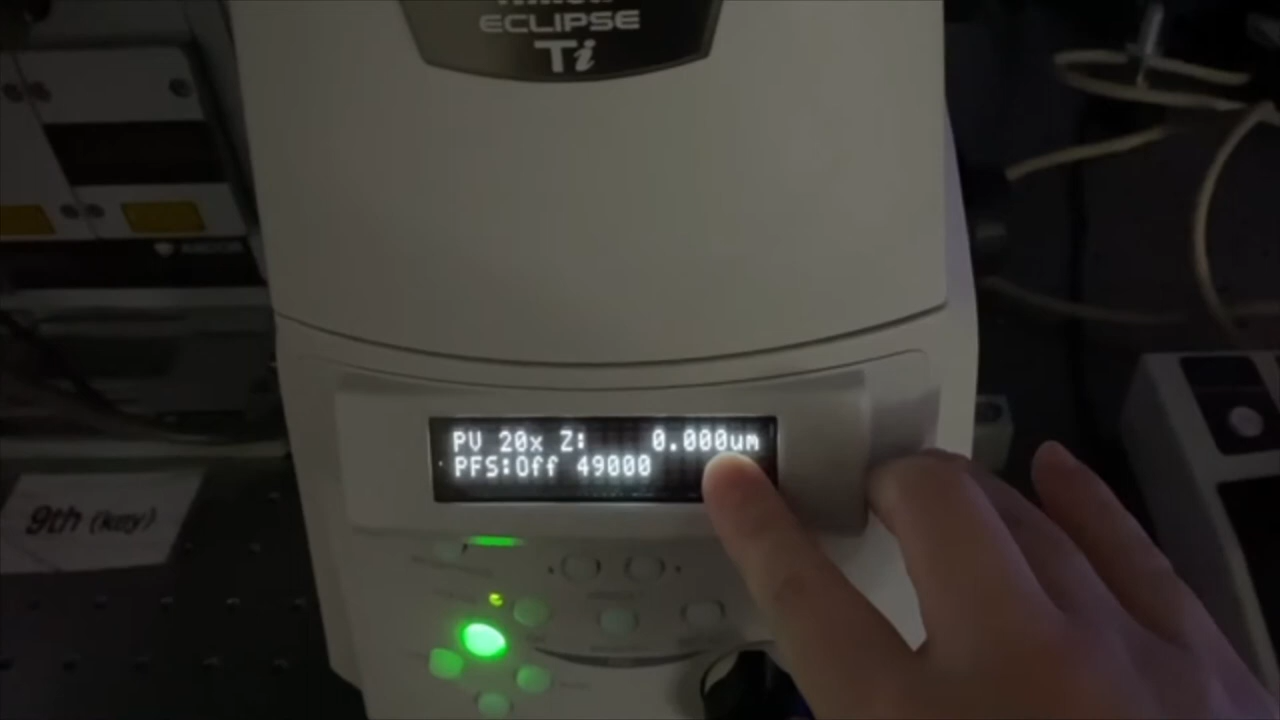 ECLIPSE
Ti
PV 20x Z: 0.000um
PFS:Off 49000
9th (key)